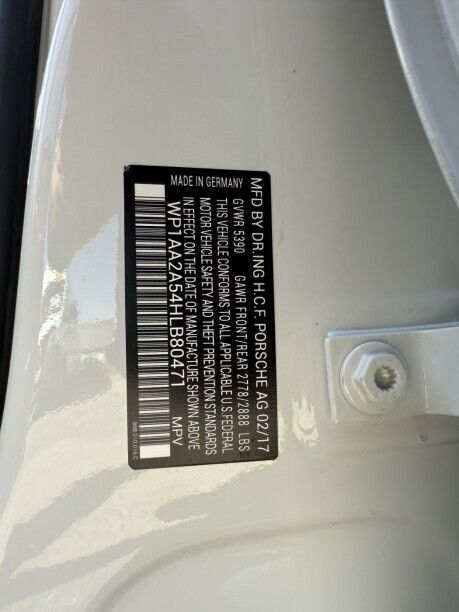 MFD BY DR.ING H.C.F. PORSCHE AG 02/17
GVWR 5390 GAWR FRONT/REAR 2778/2888 LBS
THIS VEHICLE CONFORMS TO ALL APPLICABLE U.S. FEDERAL
MOTOR VEHICLE SAFETY AND THEFT PREVENTION STANDARDS
IN EFFECT ON THE DATE OF MANUFACTURE SHOWN ABOVE
MADE IN GERMANY WP1AA2A54HLB80471 MPV